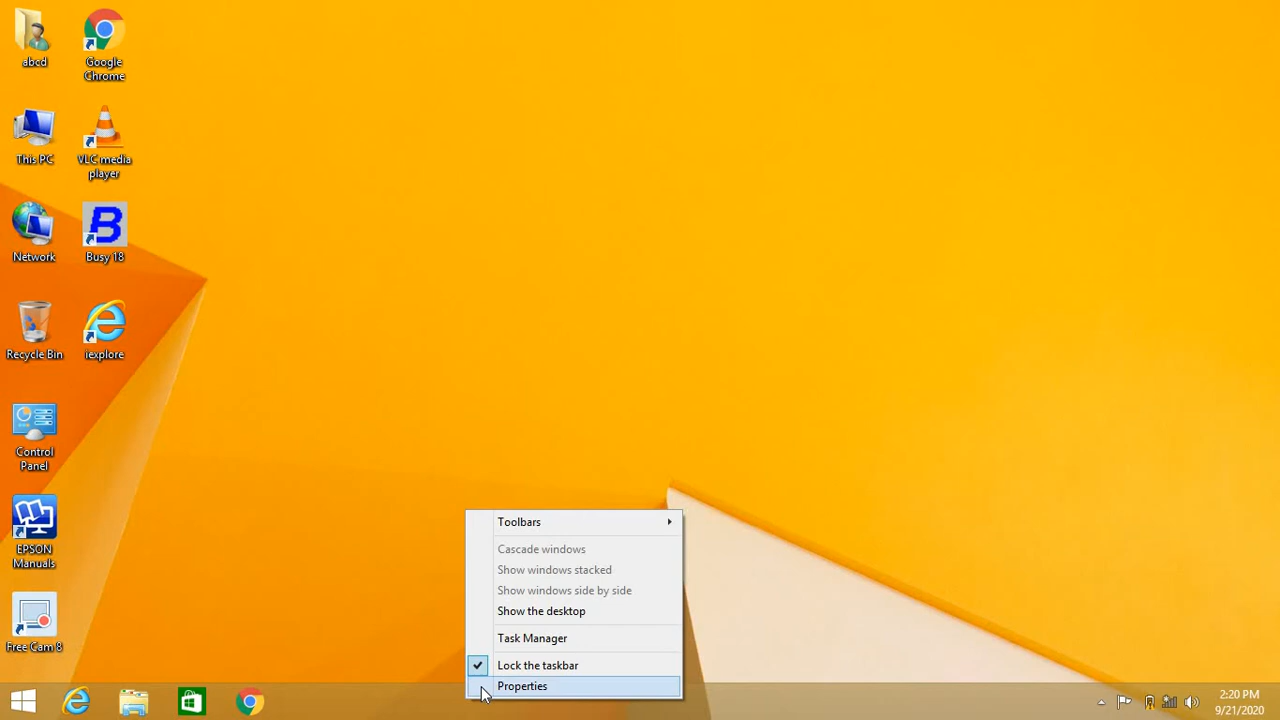 abcd
Google
Chrome
This PC
VLC media
player
Network
Busy 18
Recycle Bin
iexplore
Control
Panel
EPSON
Manuals
Free Cam 8
Toolbars
Cascade windows
Show windows stacked
Show windows side by side
Show the desktop
Task Manager
Lock the taskbar
Properties
2:20 PM
9/21/2020